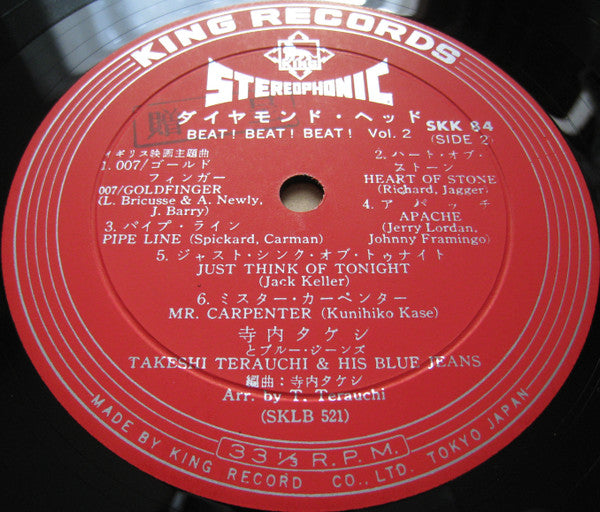 KING RECORDS
KING
STEREOPHONIC
贈
ダイヤモンド・ヘッド
BEAT! BEAT! BEAT! Vol. 2
SKK 84
(SIDE 2)
イギリス映画主題曲
1. 007/ゴールド
フィンガー
007/GOLDFINGER
(L. Bricusse & A. Newly,
J. Barry)
2. ハート・オブ・
ストーン
HEART OF STONE
(Richard, Jagger)
3. パイプ・ライン
PIPE LINE (Spickard, Carman)
4. アパッチ
APACHE
(Jerry Lordan,
Johnny Framingo)
5. ジャスト・シンク・オブ・トゥナイト
JUST THINK OF TONIGHT
(Jack Keller)
6. ミスター・カーペンター
MR. CARPENTER (Kunihiko Kase)
寺内タケシ
とブルー・ジーンズ
TAKESHI TERAUCHI & HIS BLUE JEANS
編曲：寺内タケシ
Arr. by T. Terauchi
(SKLB 521)
33 1/3 R.P.M.
MADE BY KING RECORD CO., LTD. TOKYO JAPAN